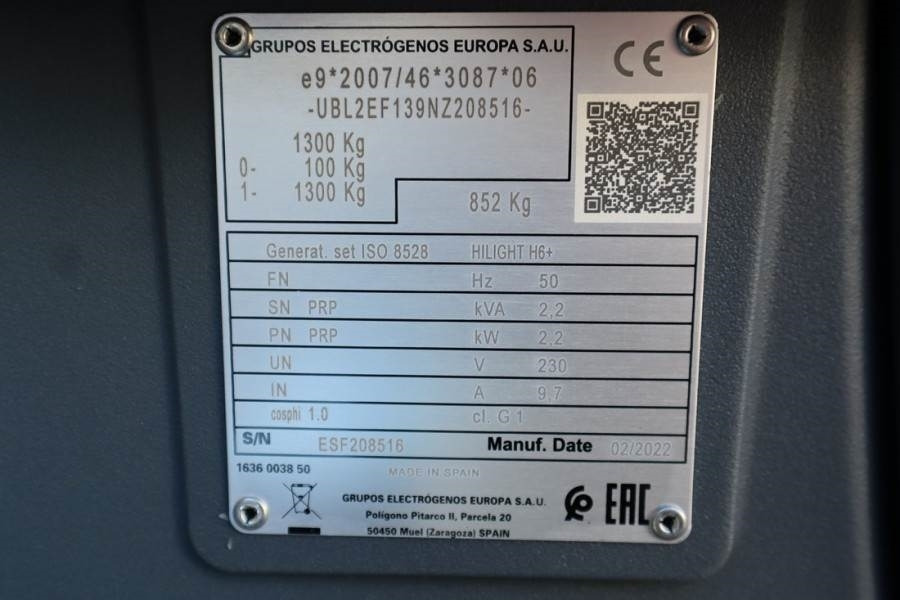 GRUPOS ELECTRÓGENOS EUROPA S.A.U.
CE
e9*2007/46*3087*06
-UBL2EF139NZ208516-
1300 Kg
0- 100 Kg
1- 1300 Kg
852 Kg
Generat. set ISO 8528 HILIGHT H6+
FN Hz 50
SN PRP kVA 2,2
PN PRP kW 2,2
UN V 230
IN A 9,7
cosphi 1.0 cl. G 1
S/N ESF208516 Manuf. Date 02/2022
1636 0038 50
MADE IN SPAIN
GRUPOS ELECTRÓGENOS EUROPA S.A.U.
Polígono Pitarco II, Parcela 20
50450 Muel (Zaragoza) SPAIN
EAC